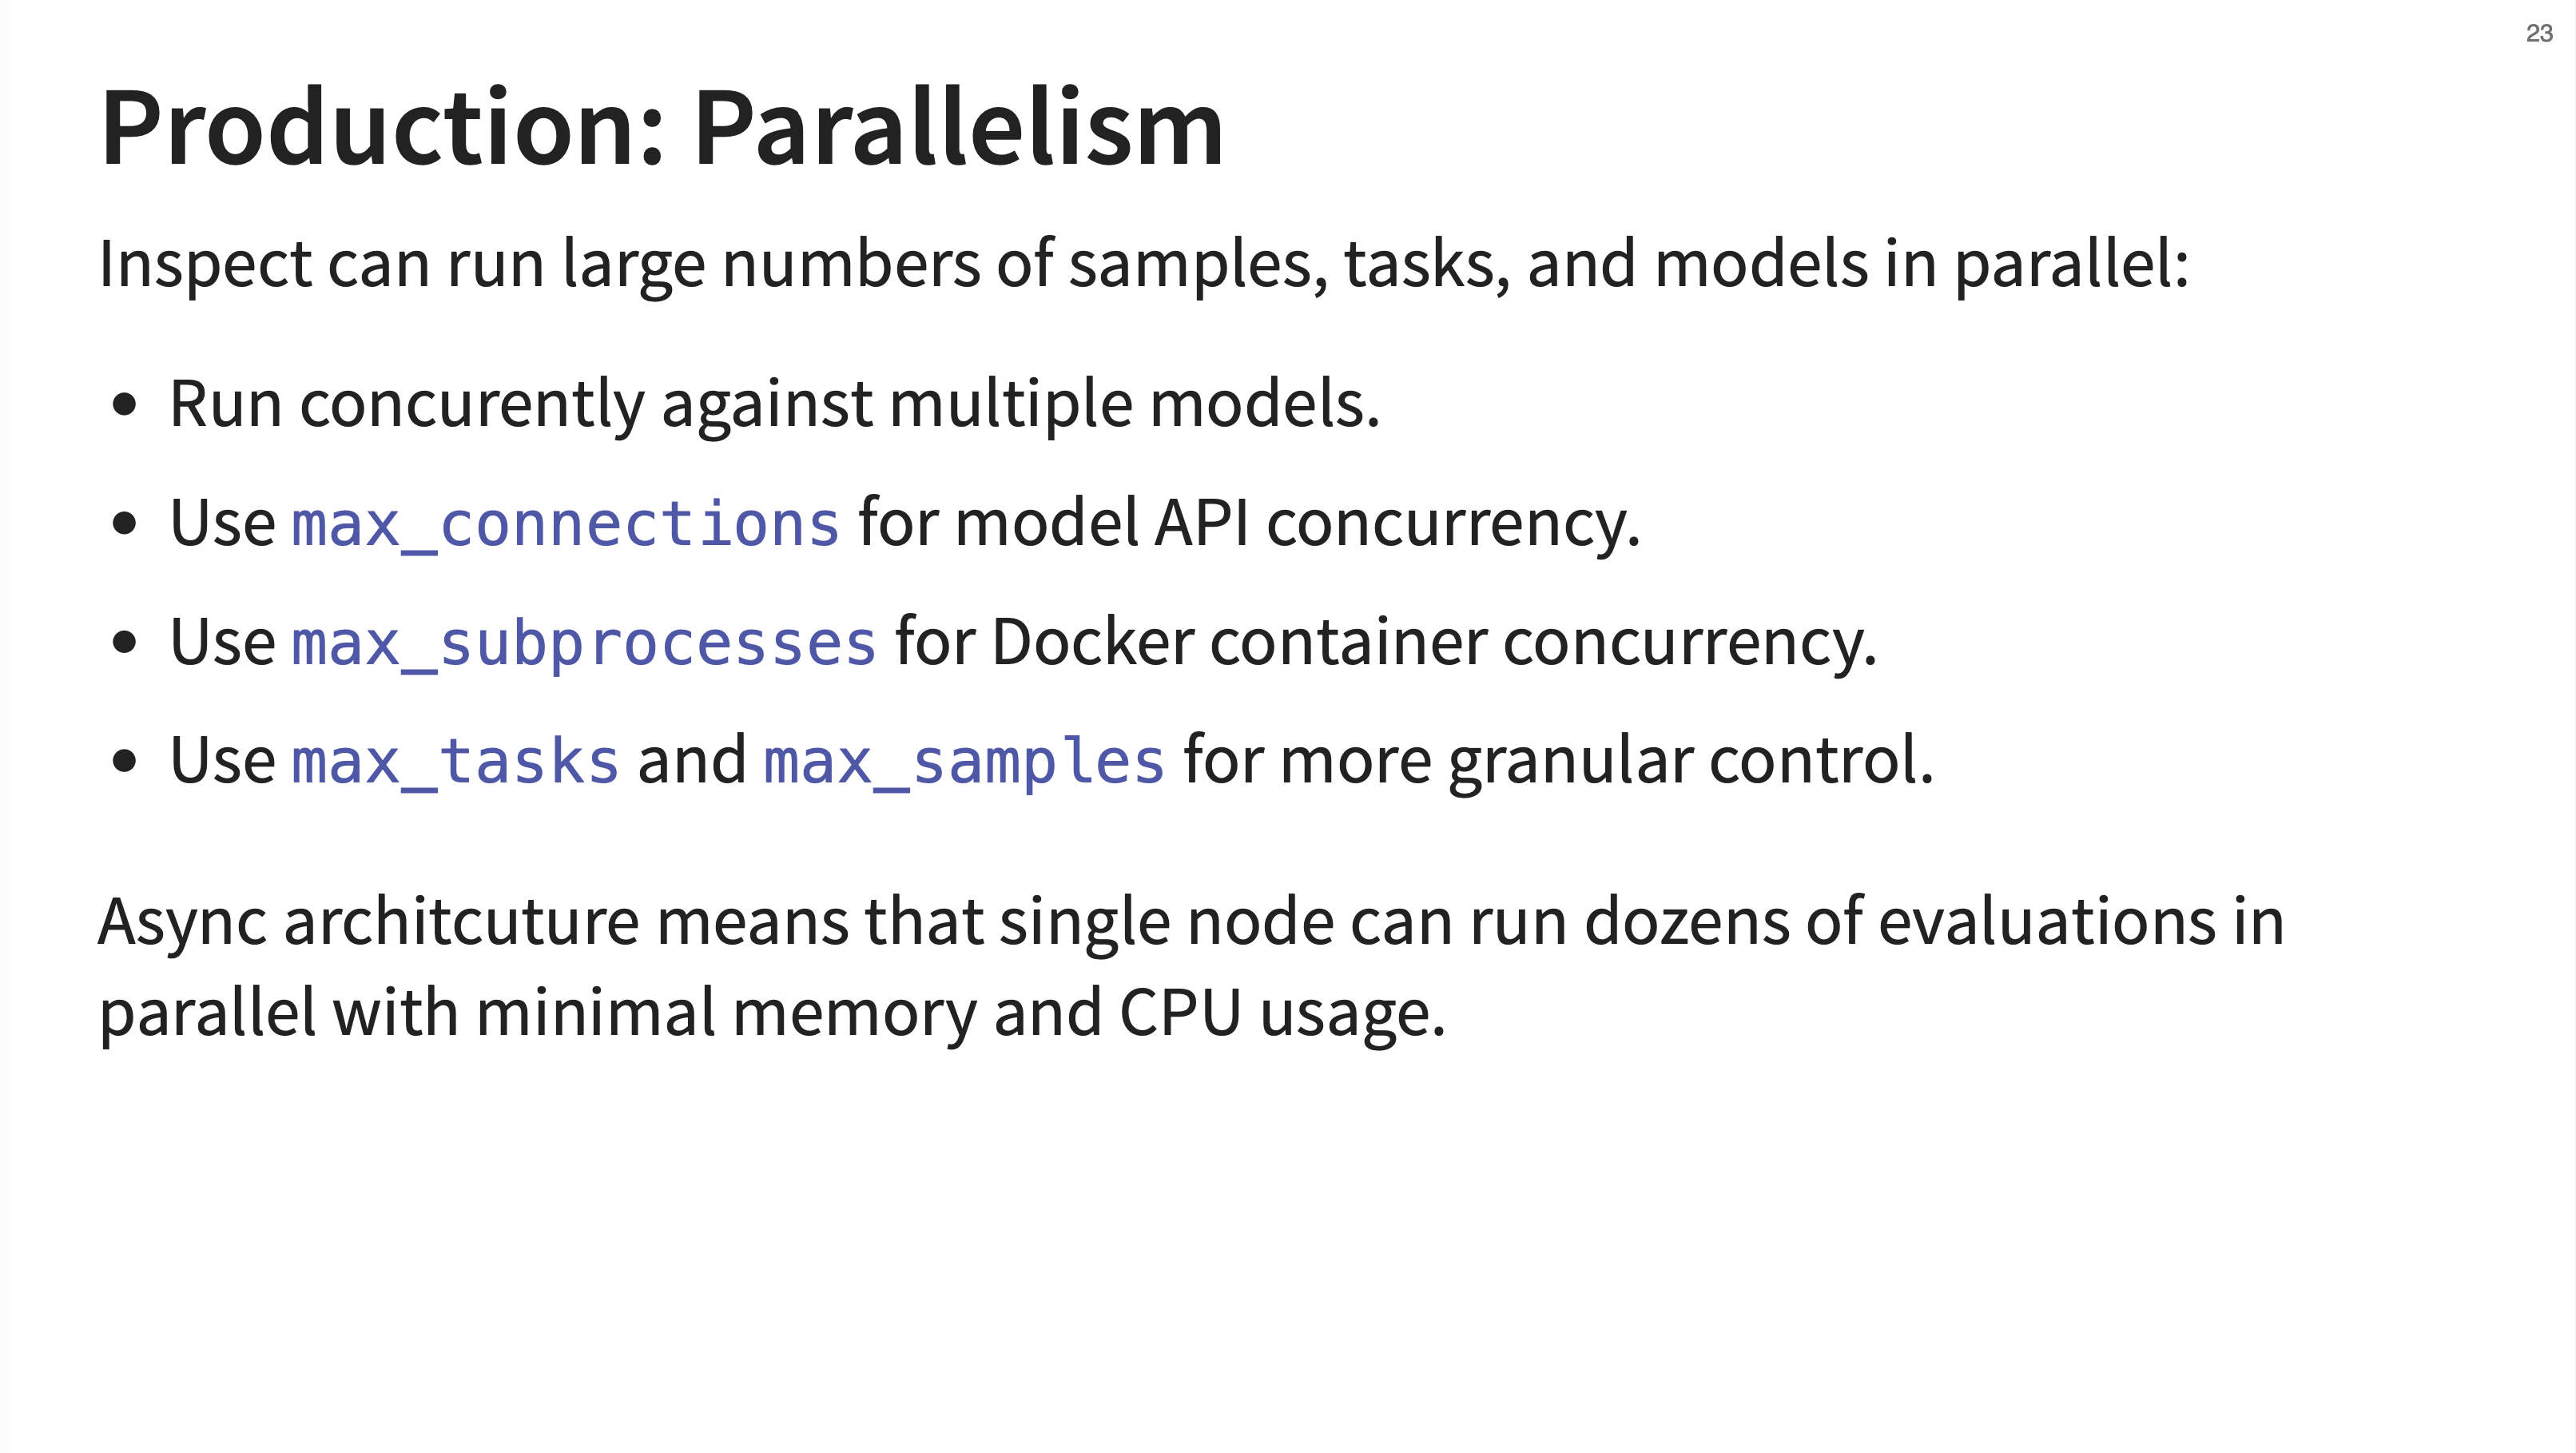 23
Production: Parallelism
Inspect can run large numbers of samples, tasks, and models in parallel:
• Run concurently against multiple models.
• Use max_connections for model API concurrency.
• Use max_subprocesses for Docker container concurrency.
• Use max_tasks and max_samples for more granular control.
Async architcuture means that single node can run dozens of evaluations in
parallel with minimal memory and CPU usage.